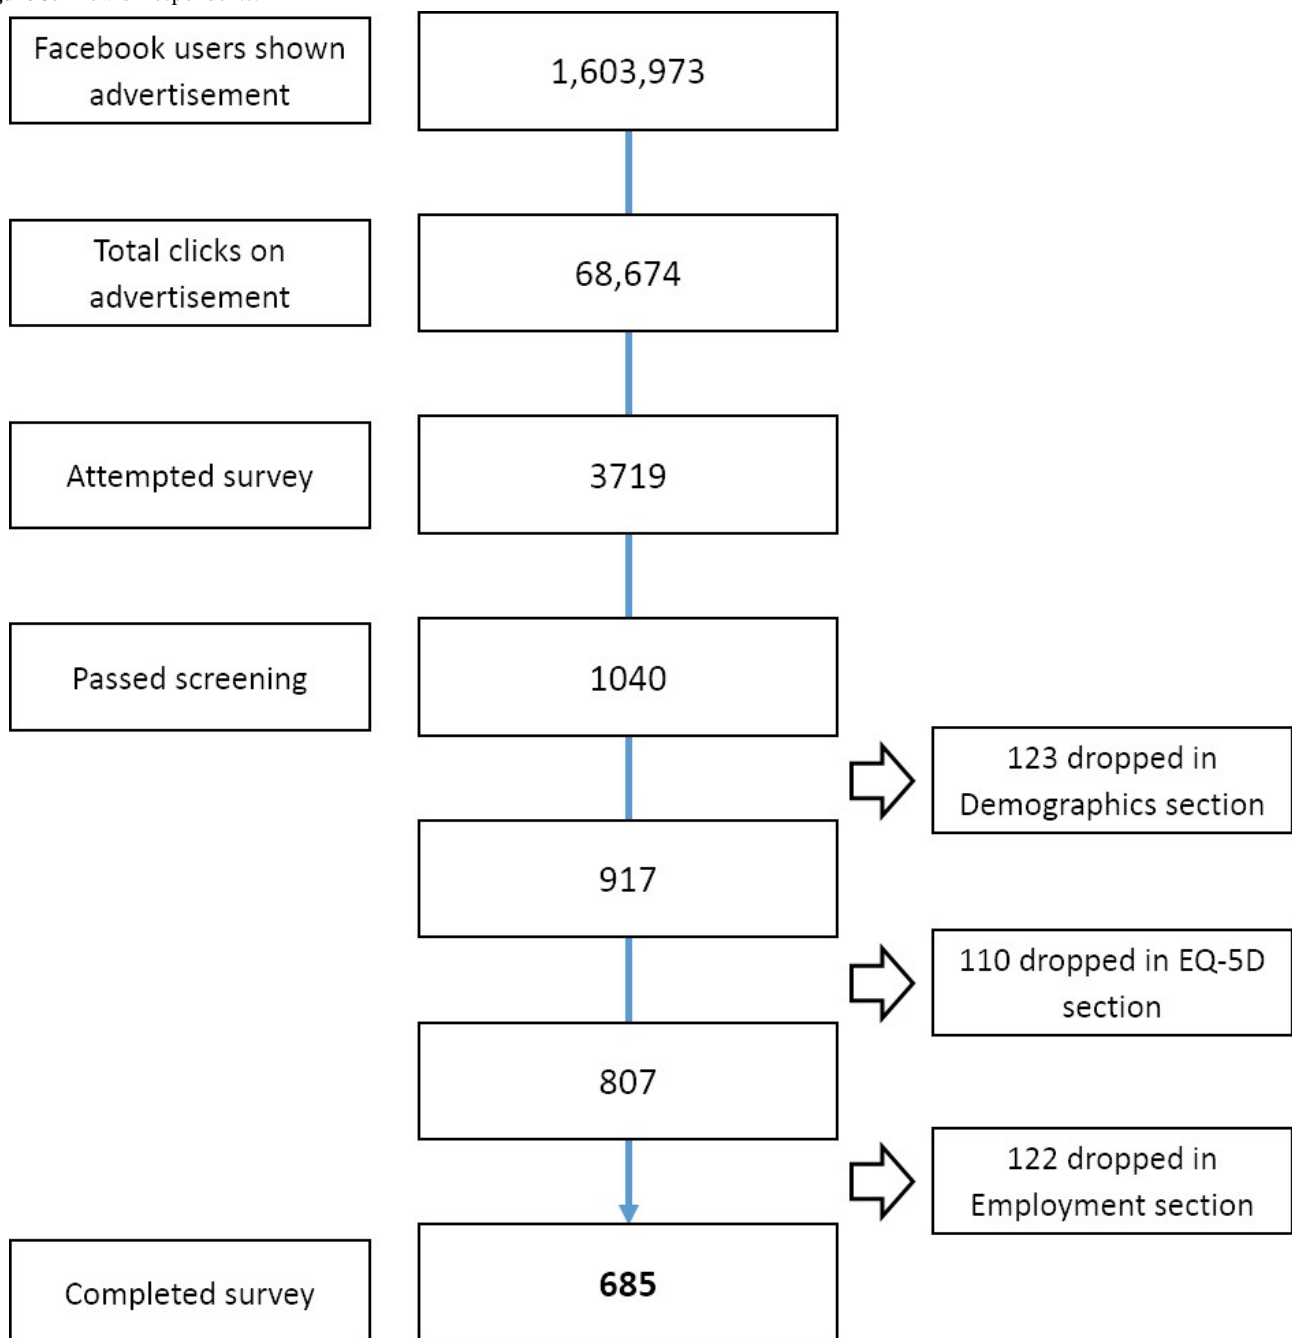 Facebook users shown
advertisement
1,603,973
Total clicks on
advertisement
68,674
Attempted survey
3719
Passed screening
1040
123 dropped in
Demographics section
917
110 dropped in EQ-5D
section
807
122 dropped in
Employment section
Completed survey
685